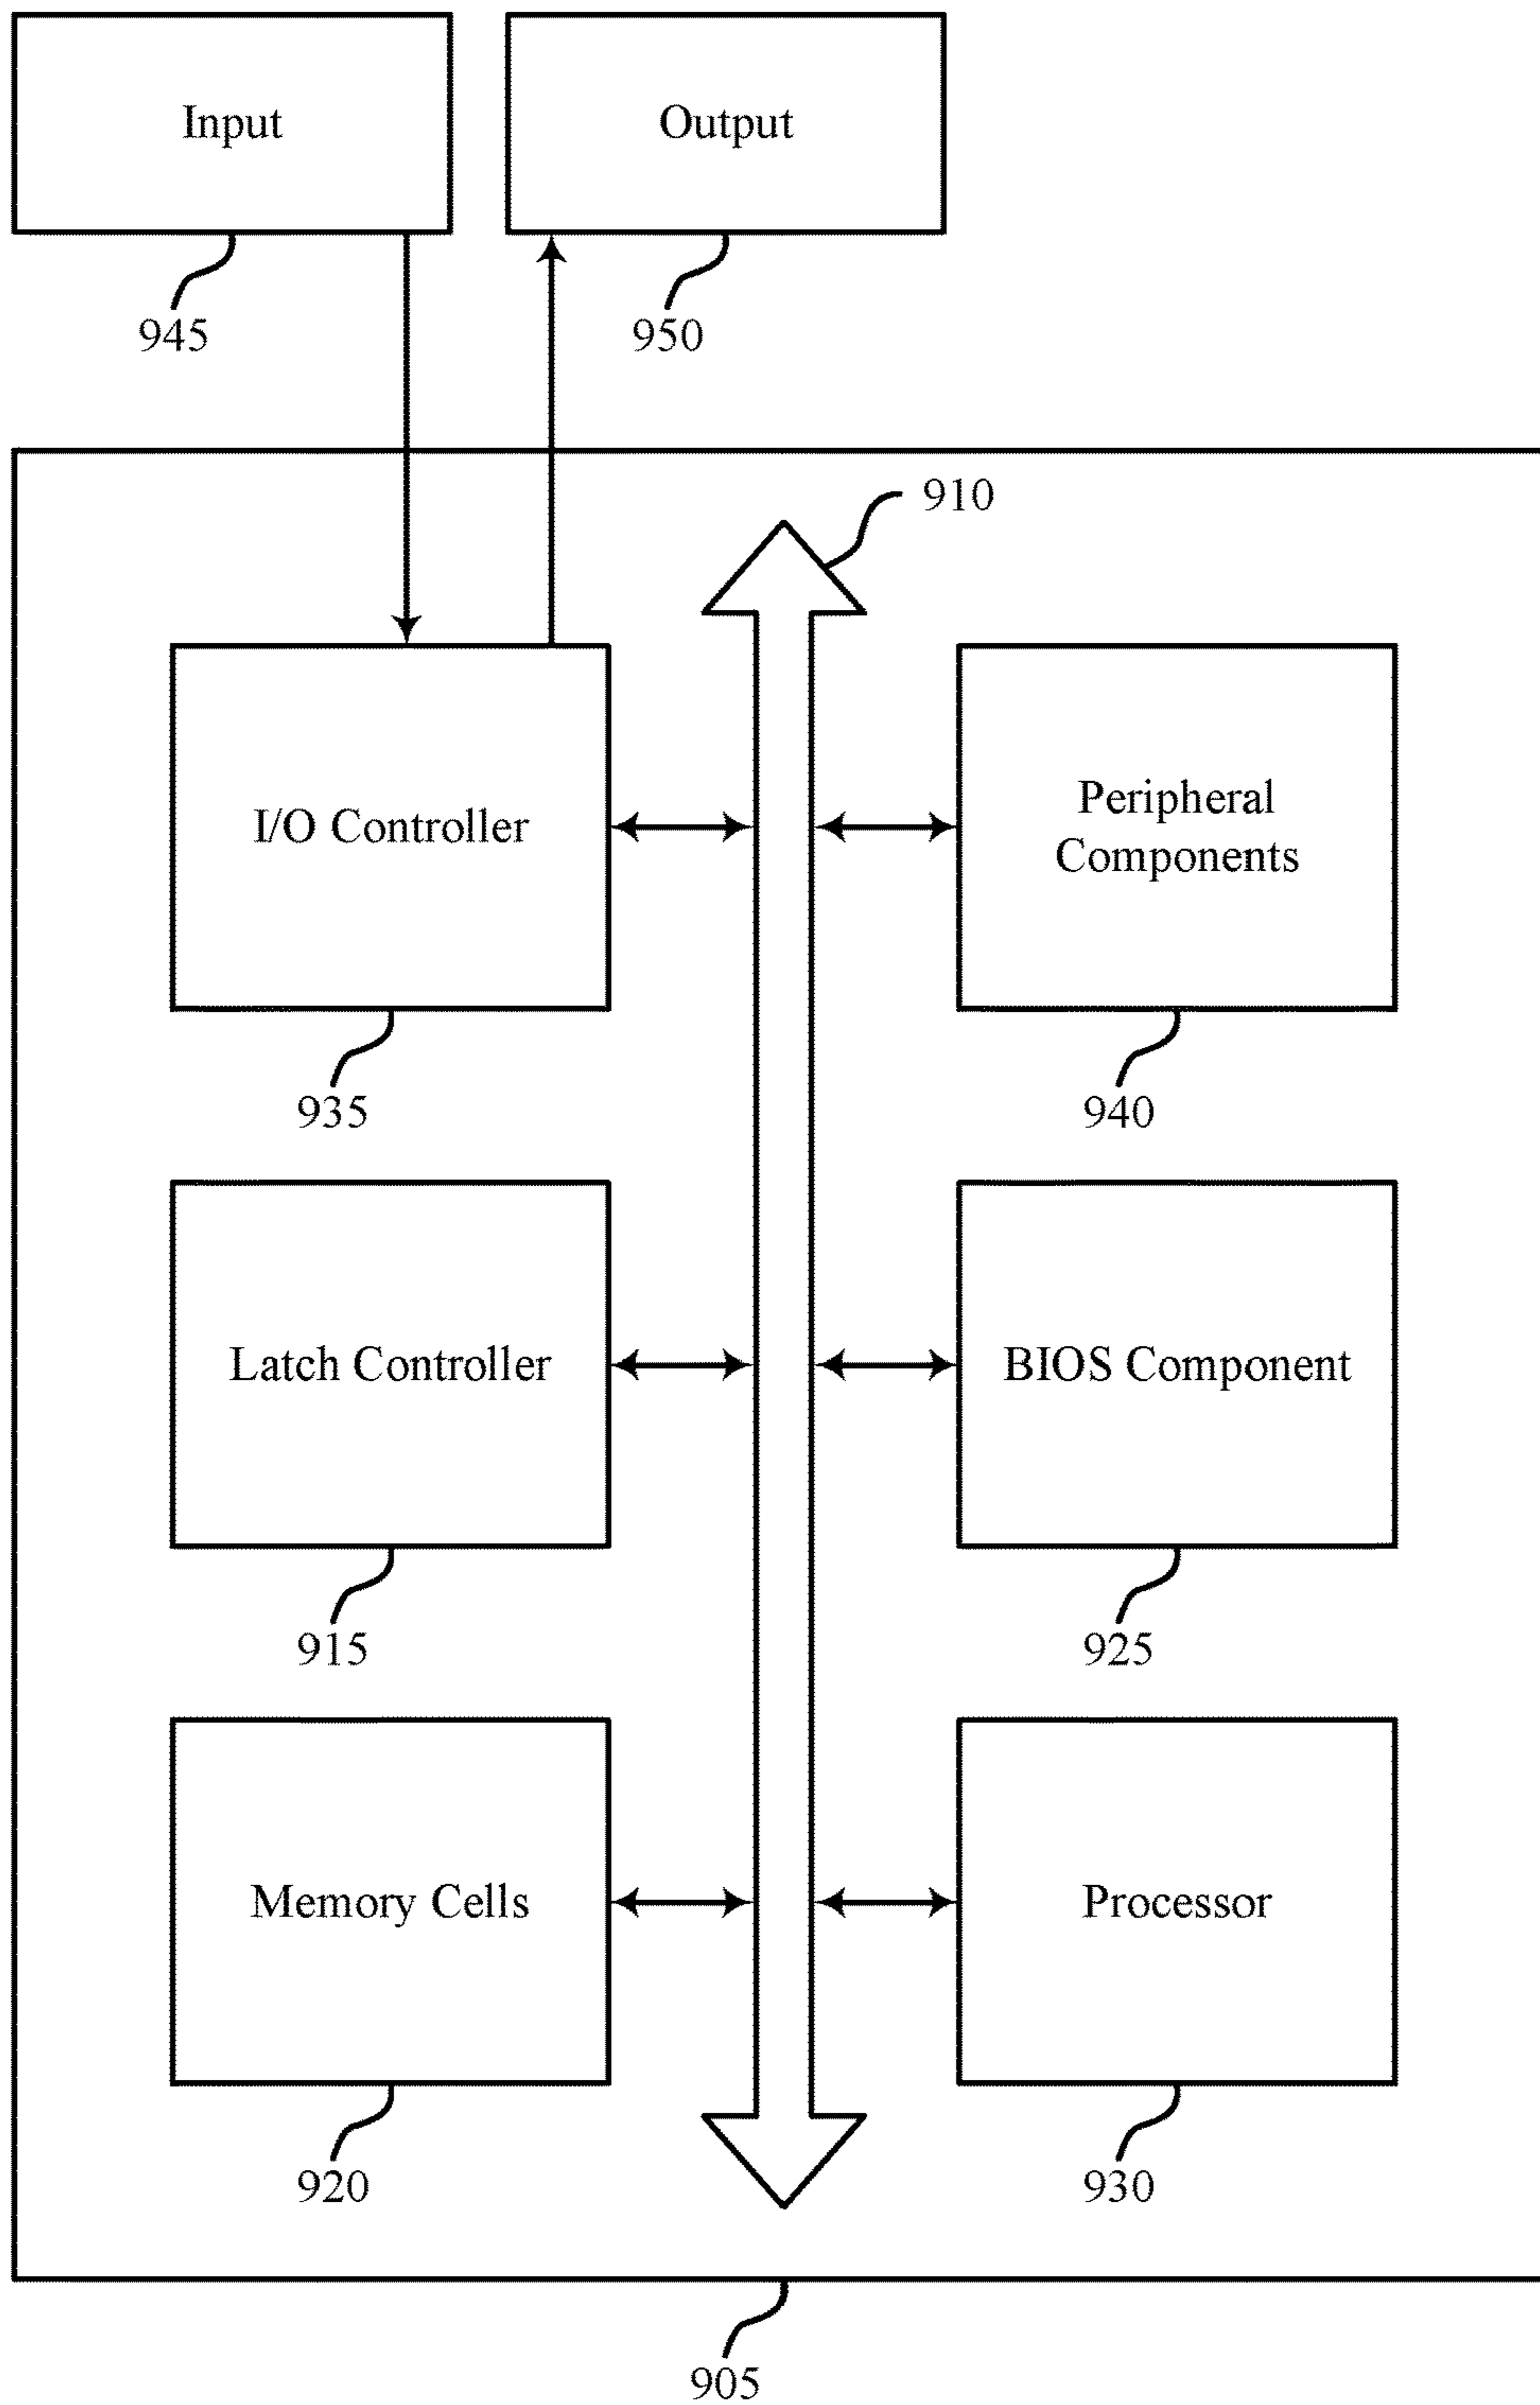 Input
Output
945
950
910
I/O Controller
Peripheral
Components
935
940
Latch Controller
BIOS Component
915
925
Memory Cells
Processor
920
930
905